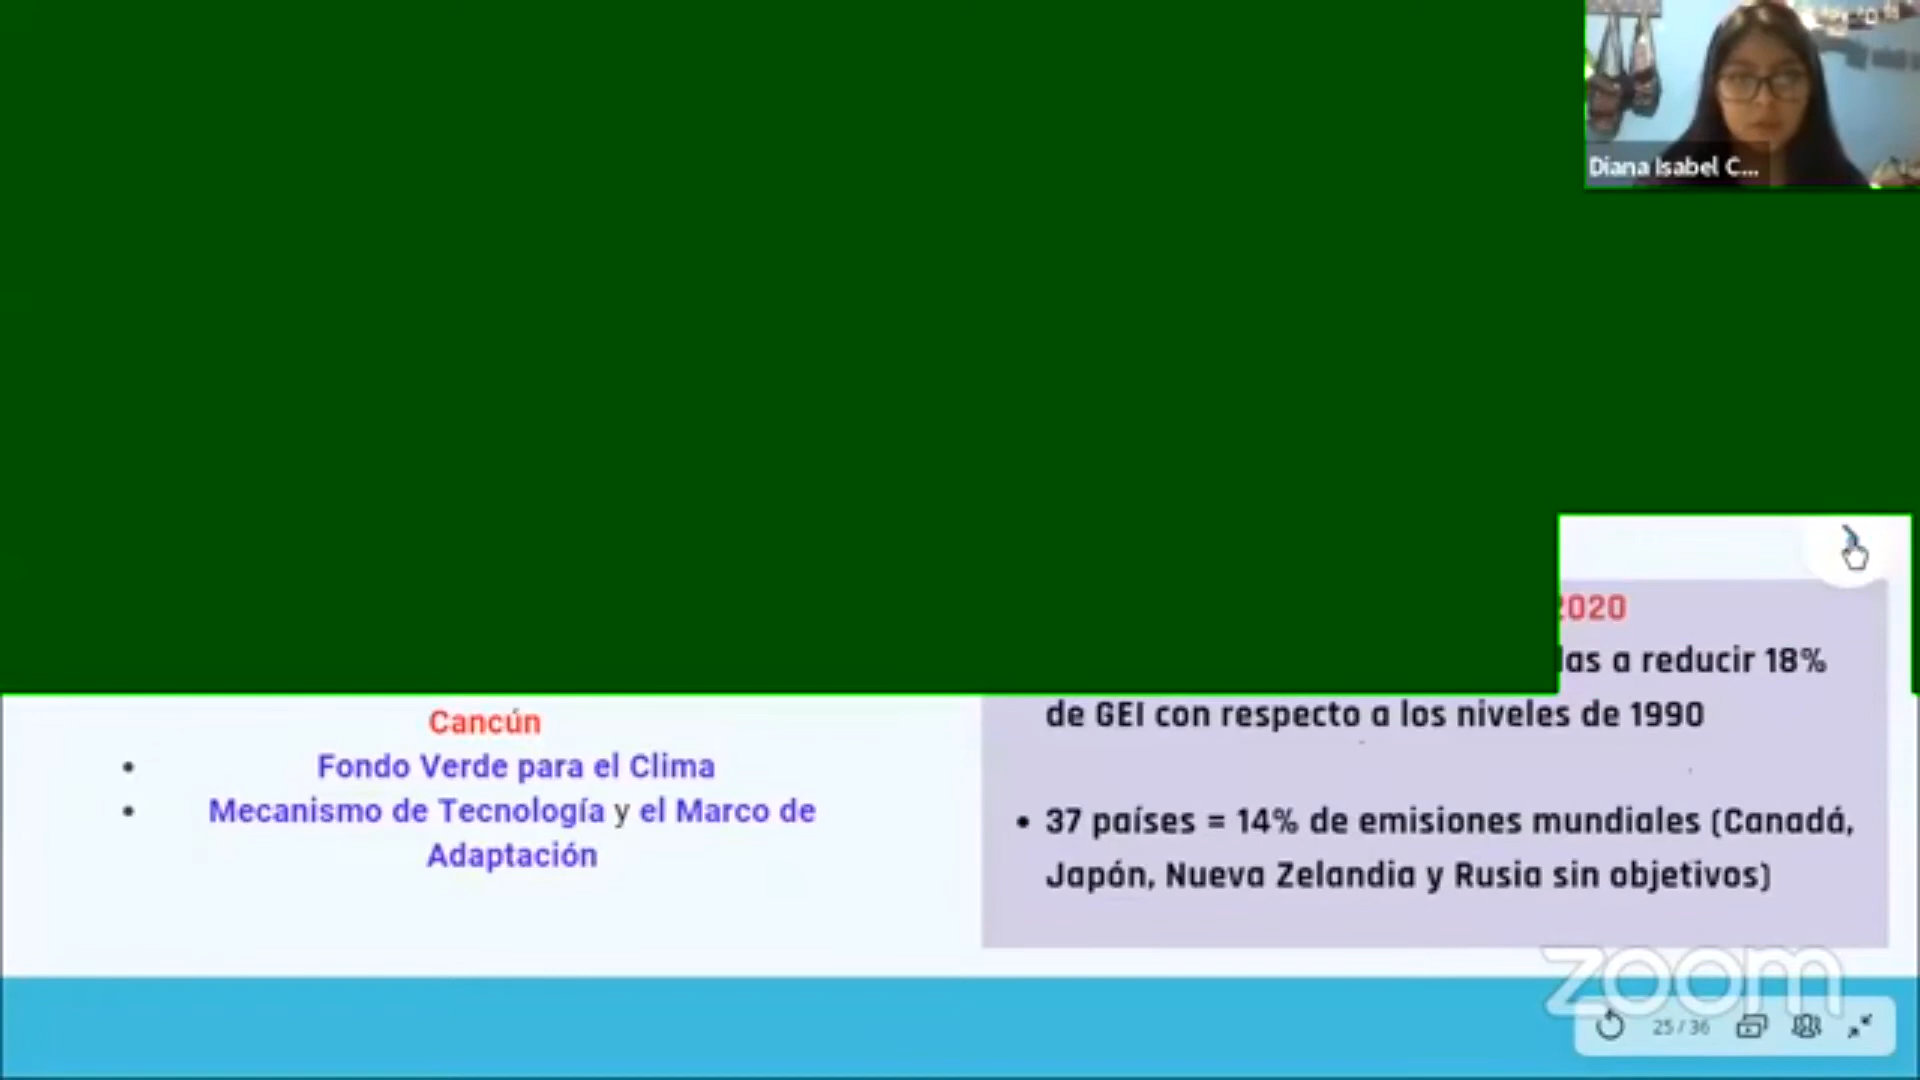 Diana Isabel C...
Cancún
• Fondo Verde para el Clima
• Mecanismo de Tecnología y el Marco de
Adaptación
2020
das a reducir 18%
de GEI con respecto a los niveles de 1990
• 37 países = 14% de emisiones mundiales (Canadá,
Japón, Nueva Zelandia y Rusia sin objetivos)
zoom
25 / 36